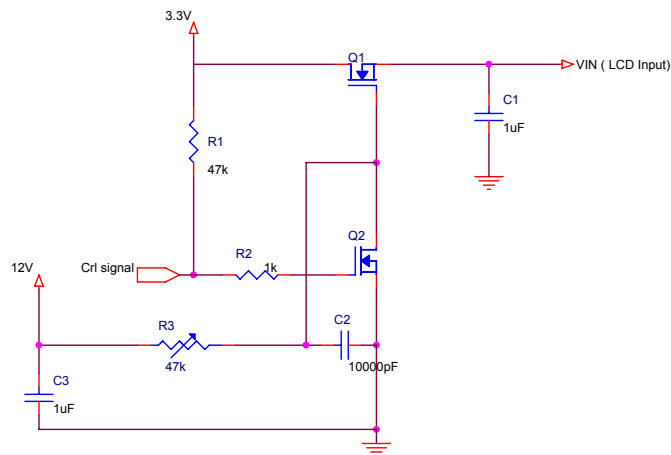 3.3V
Q1
VIN ( LCD Input)
C1
1uF
R1
47k
Q2
R2
1k
Crl signal
12V
R3
47k
C2
10000pF
C3
1uF